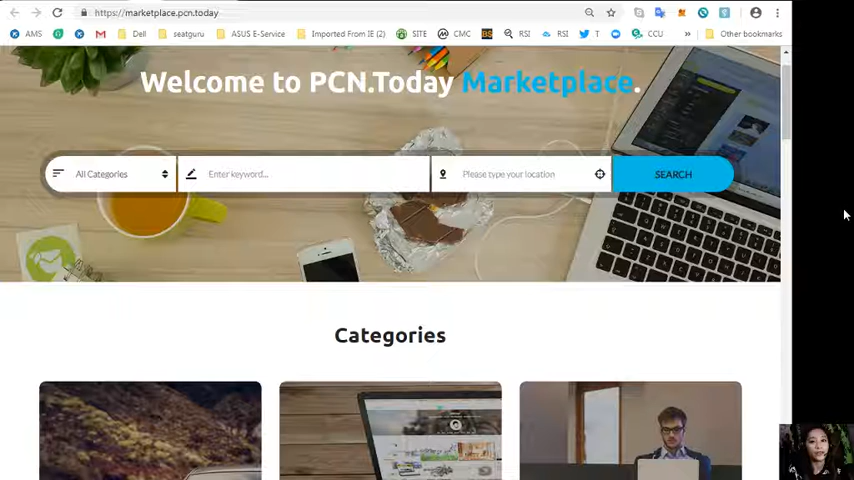 https://marketplace.pcn.today
AMS
Dell
seatguru
ASUS E-Service
Imported From IE (2)
SITE
CMC
BS
RSI
RSI
T
CCU
»
Other bookmarks
Welcome to PCN.Today Marketplace.
All Categories
Enter keyword...
Please type your location
SEARCH
Categories